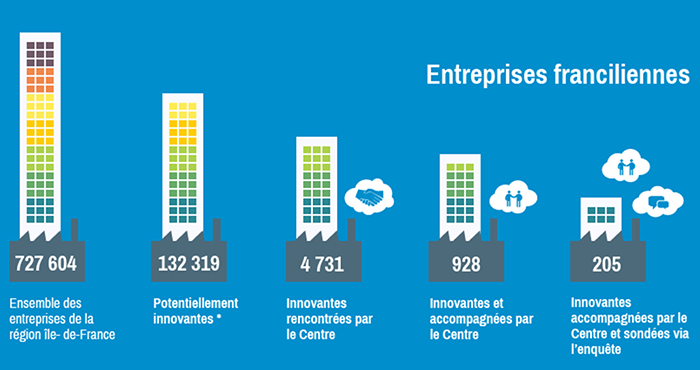 Entreprises franciliennes
727 604
132 319
4 731
928
205
Ensemble des
entreprises de la
région île- de-France
Potentiellement
innovantes *
Innovantes
rencontrées par
le Centre
Innovantes et
accompagnées par
le Centre
Innovantes
accompagnées par le
Centre et sondées via
l'enquête